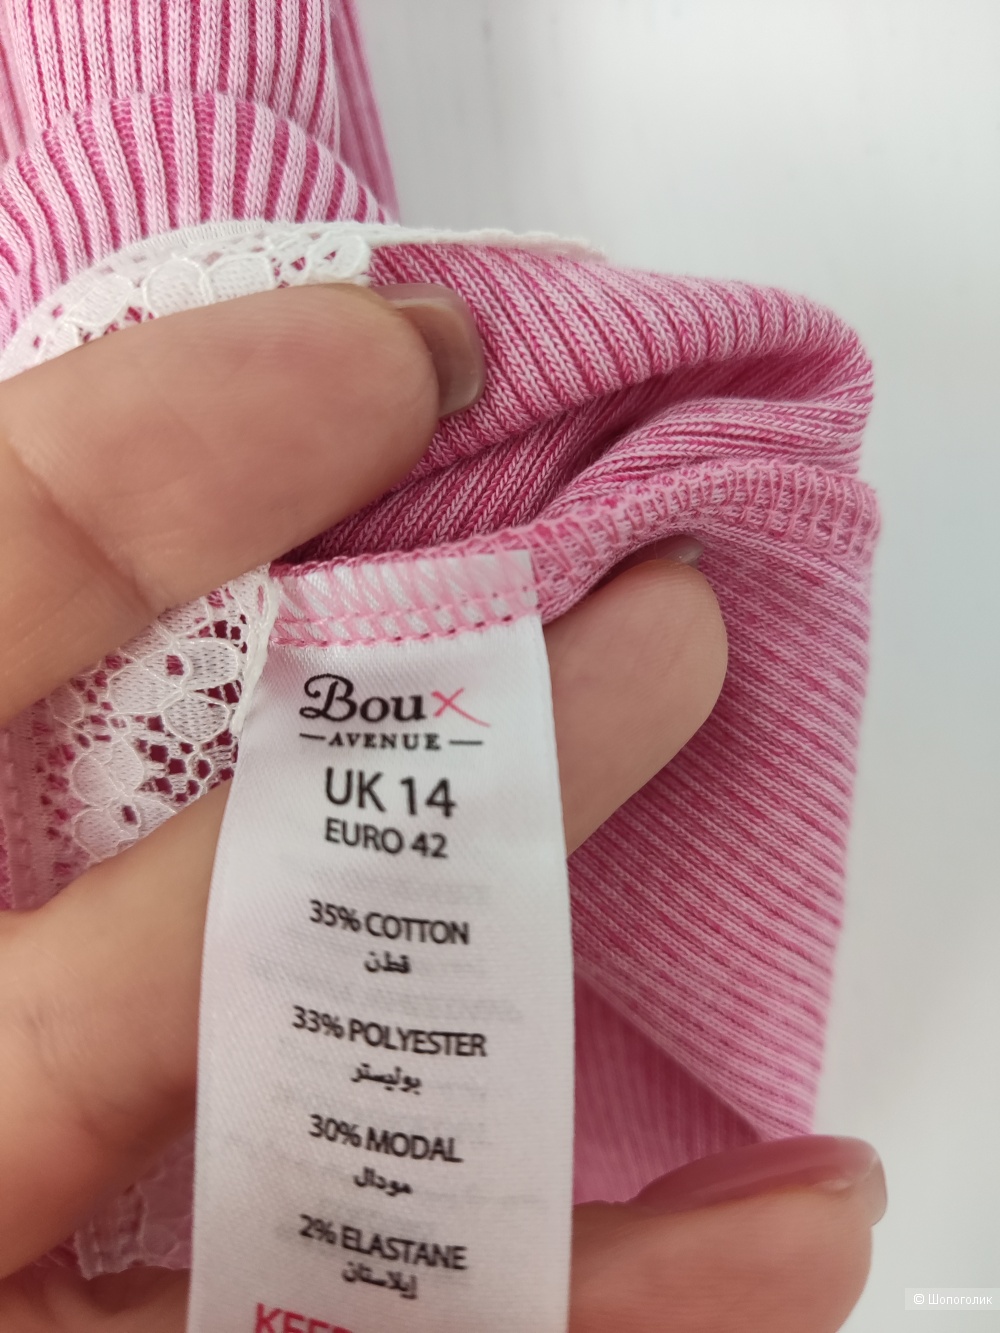 Boux
AVENUE
UK 14
EURO 42
35% COTTON
قطن
33% POLYESTER
بوليستر
30% MODAL
مودال
2% ELASTANE
إيلاستان
© Шопоголик